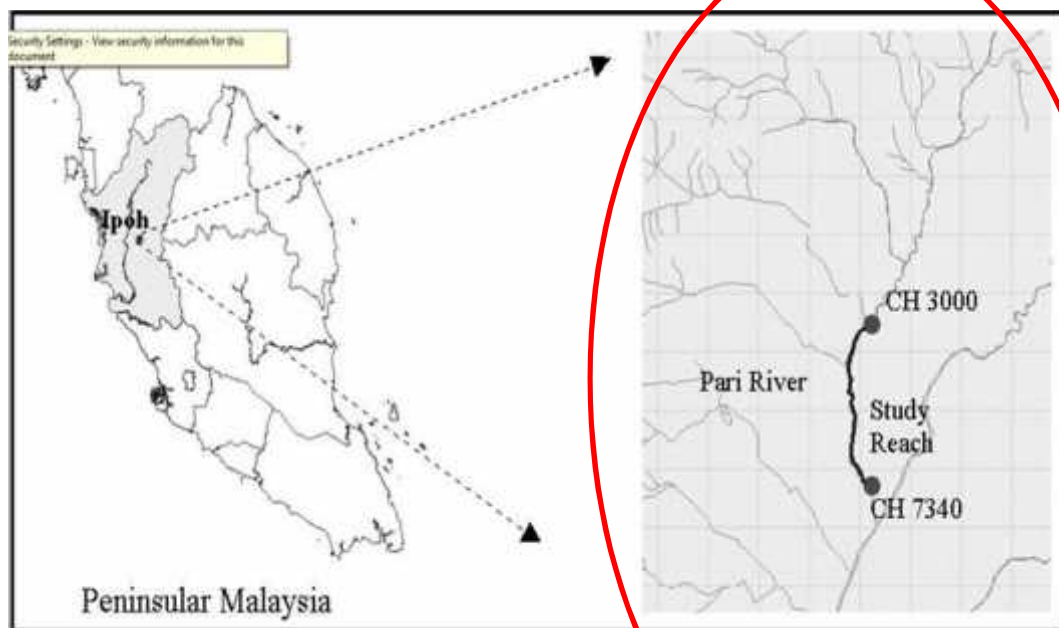 Security Settings - View security information for this
document
Ipoh
CH 3000
Pari River
Study
Reach
CH 7340
Peninsular Malaysia